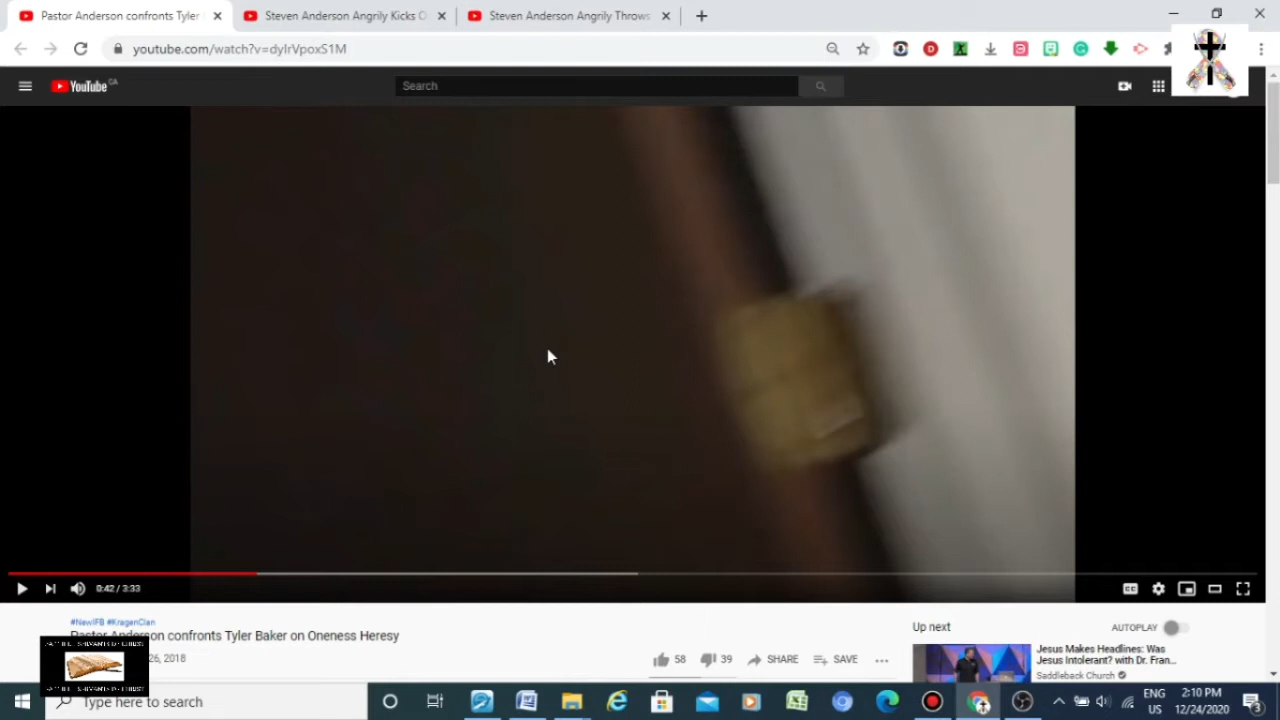 Pastor Anderson confronts Tyler
Steven Anderson Angrily Kicks O
Steven Anderson Angrily Throws
youtube.com/watch?v=dyIrVpoxS1M
YouTube CA
Search
0:42 / 3:33
#NewIFB #KragenClan
Pastor Anderson confronts Tyler Baker on Oneness Heresy
26, 2018
58
39
SHARE
SAVE
Up next
AUTOPLAY
Jesus Makes Headlines: Was
Jesus Intolerant? with Dr. Fran...
Saddleback Church
Type here to search
ENG
US
2:10 PM
12/24/2020
3